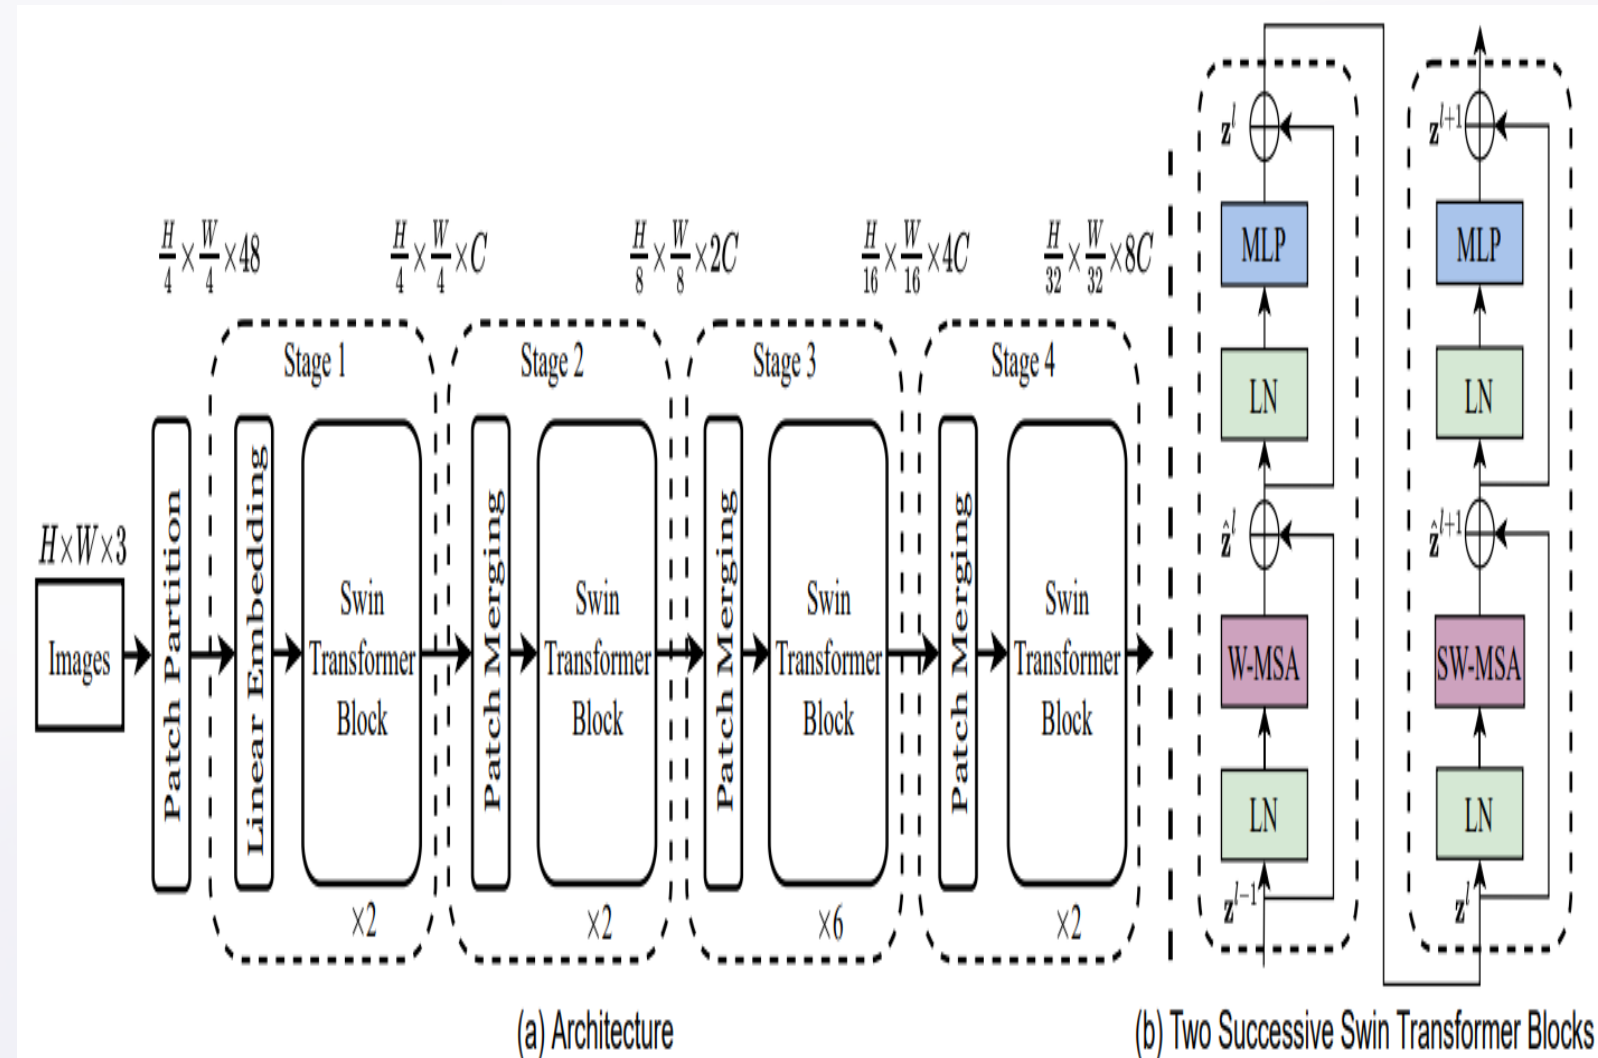 H×W×3
Images
Patch Partition
H/4 × W/4 ×48
Stage 1
Linear Embedding
Swin
Transformer
Block
×2
H/4 × W/4 ×C
Stage 2
Patch Merging
Swin
Transformer
Block
×2
H/8 × W/8 ×2C
Stage 3
Patch Merging
Swin
Transformer
Block
×6
H/16 × W/16 ×4C
Stage 4
Patch Merging
Swin
Transformer
Block
×2
H/32 × W/32 ×8C
(a) Architecture
z^l
MLP
LN
ẑ^l
W-MSA
LN
z^{l-1}
z^{l+1}
MLP
LN
ẑ^{l+1}
SW-MSA
LN
z^l
(b) Two Successive Swin Transformer Blocks